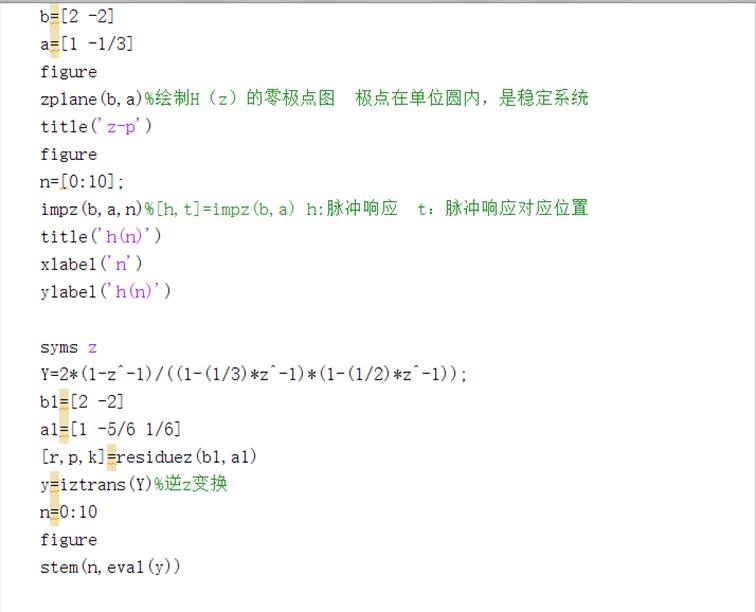 b=[2 -2]
a=[1 -1/3]
figure
zplane(b,a)%绘制H（z）的零极点图  极点在单位圆内，是稳定系统
title('z-p')
figure
n=[0:10];
impz(b,a,n)%[h,t]=impz(b,a) h:脉冲响应  t：脉冲响应对应位置
title('h(n)')
xlabel('n')
ylabel('h(n)')
syms z
Y=2*(1-z^-1)/((1-(1/3)*z^-1)*(1-(1/2)*z^-1));
b1=[2 -2]
a1=[1 -5/6 1/6]
[r,p,k]=residuez(b1,a1)
y=iztrans(Y)%逆z变换
n=0:10
figure
stem(n,eval(y))